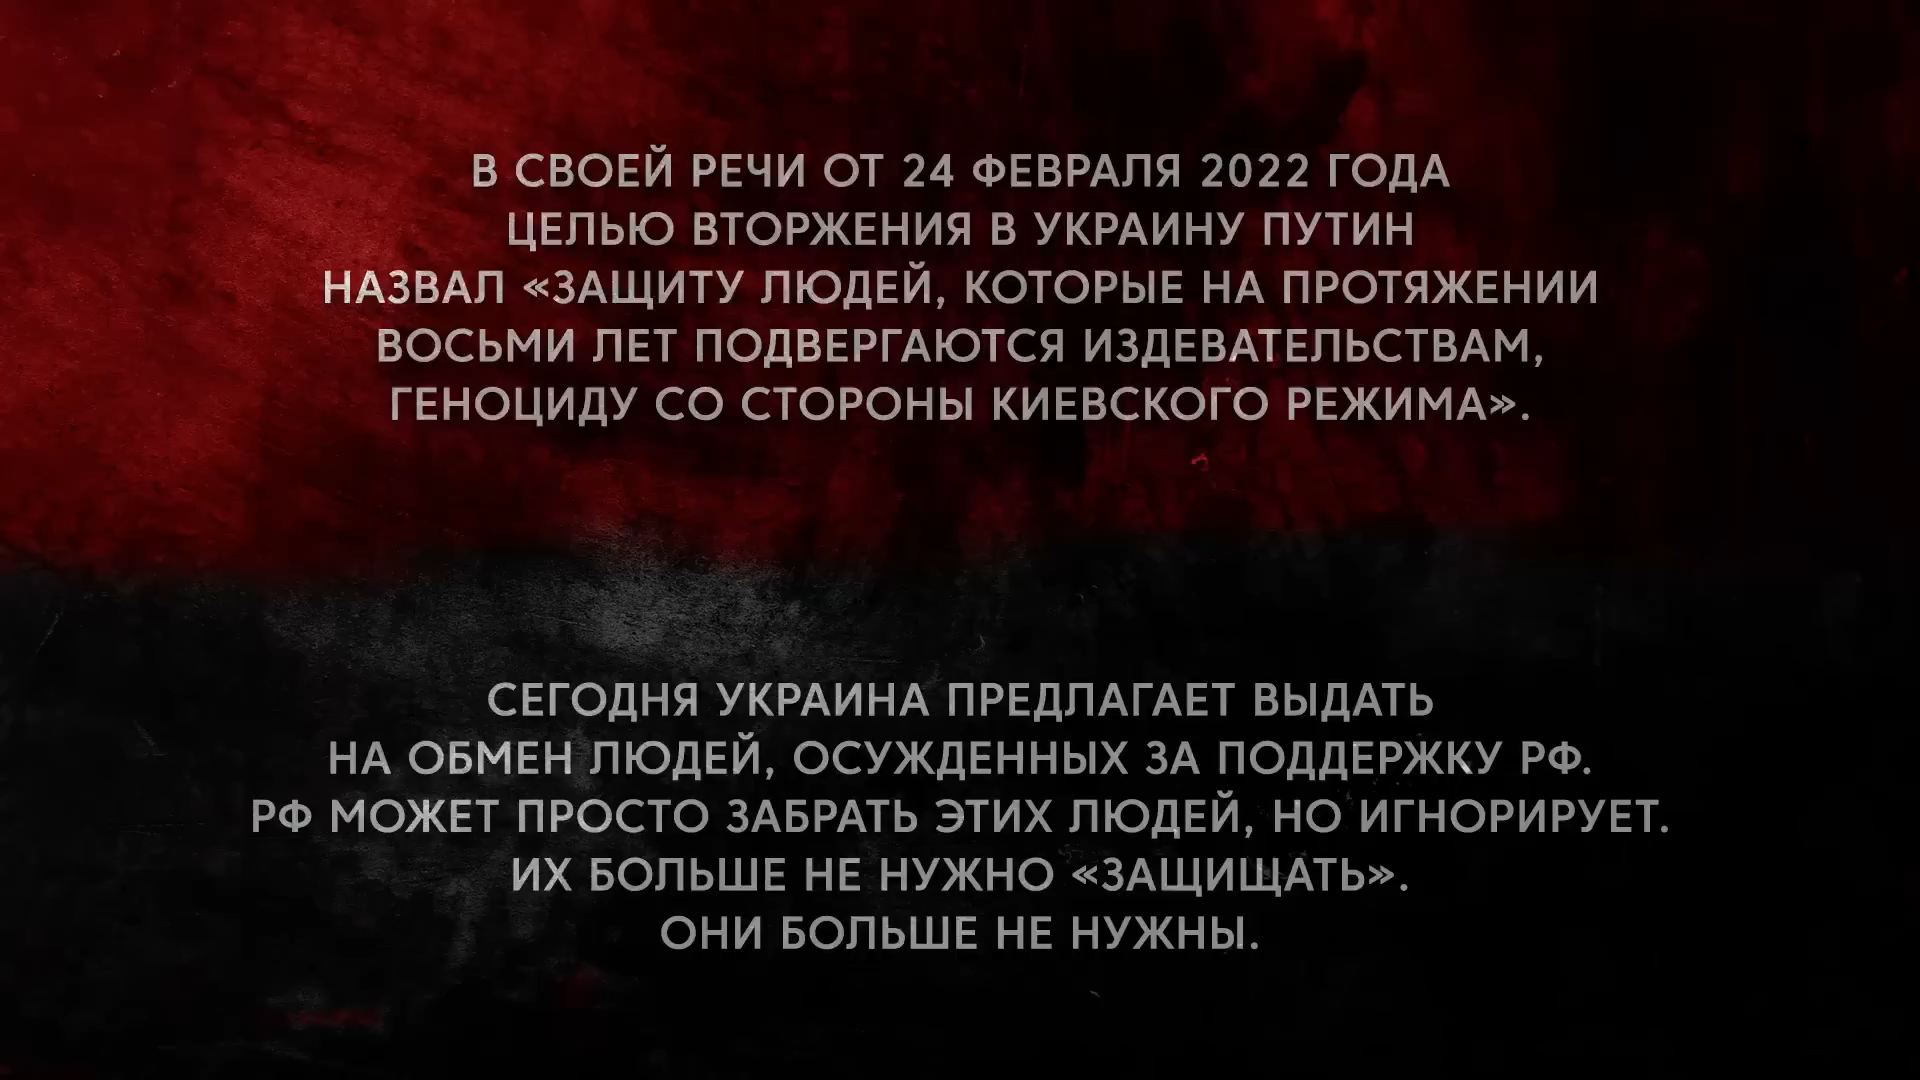 В СВОЕЙ РЕЧИ ОТ 24 ФЕВРАЛЯ 2022 ГОДА
ЦЕЛЬЮ ВТОРЖЕНИЯ В УКРАИНУ ПУТИН
НАЗВАЛ «ЗАЩИТУ ЛЮДЕЙ, КОТОРЫЕ НА ПРОТЯЖЕНИИ
ВОСЬМИ ЛЕТ ПОДВЕРГАЮТСЯ ИЗДЕВАТЕЛЬСТВАМ,
ГЕНОЦИДУ СО СТОРОНЫ КИЕВСКОГО РЕЖИМА».
СЕГОДНЯ УКРАИНА ПРЕДЛАГАЕТ ВЫДАТЬ
НА ОБМЕН ЛЮДЕЙ, ОСУЖДЕННЫХ ЗА ПОДДЕРЖКУ РФ.
РФ МОЖЕТ ПРОСТО ЗАБРАТЬ ЭТИХ ЛЮДЕЙ, НО ИГНОРИРУЕТ.
ИХ БОЛЬШЕ НЕ НУЖНО «ЗАЩИЩАТЬ».
ОНИ БОЛЬШЕ НЕ НУЖНЫ.